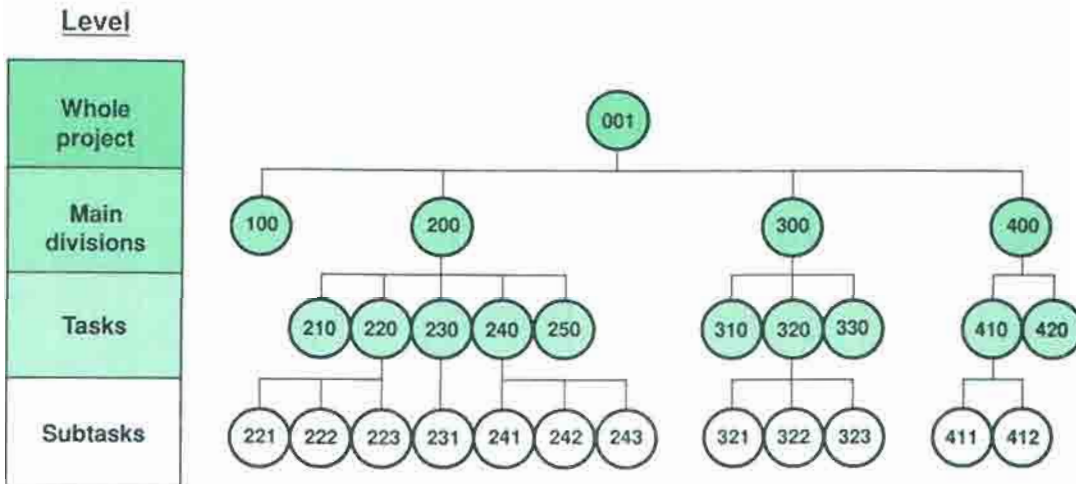 Level
Whole
project
001
Main
divisions
100 200 300 400
Tasks
210 220 230 240 250 310 320 330 410 420
Subtasks
221 222 223 231 241 242 243 321 322 323 411 412